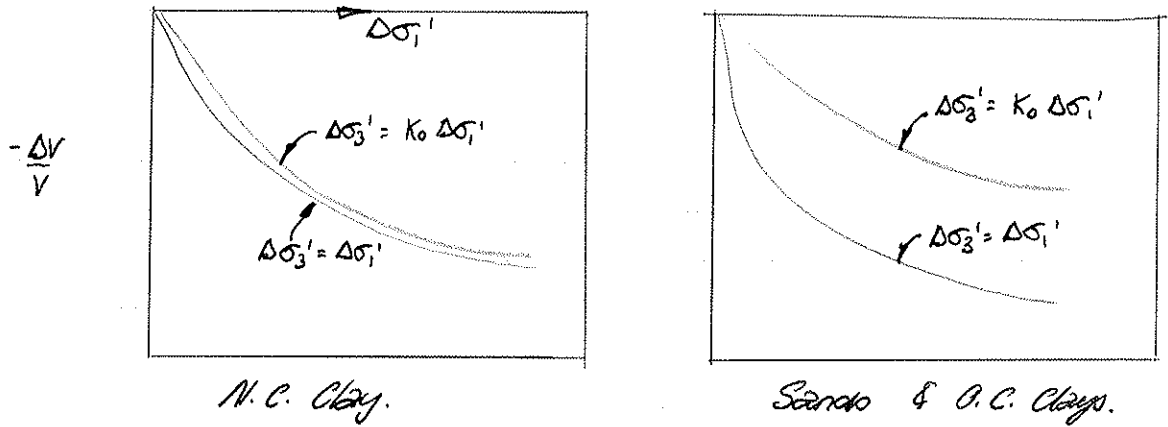 Δσ₁'
Δσ₃' = K₀ Δσ₁'
- ΔV
V
Δσ₃' = Δσ₁'
N.C. Clay.
Δσ₃' = K₀ Δσ₁'
Δσ₃' = Δσ₁'
Sands & O.C. Clays.